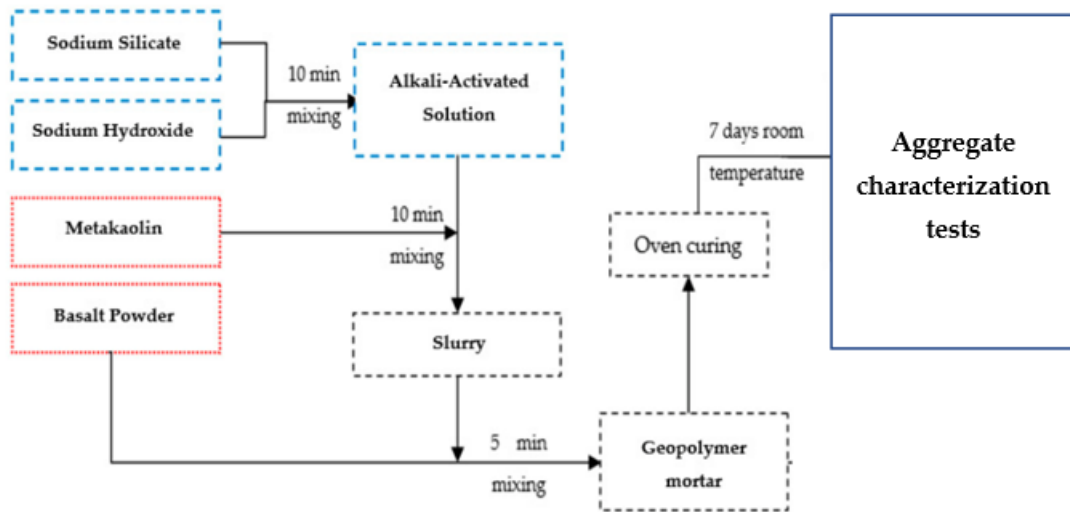 Sodium Silicate
Sodium Hydroxide
10 min
mixing
Alkali-Activated
Solution
Metakaolin
10 min
mixing
Basalt Powder
Slurry
5 min
mixing
Geopolymer
mortar
Oven curing
7 days room
temperature
Aggregate
characterization
tests